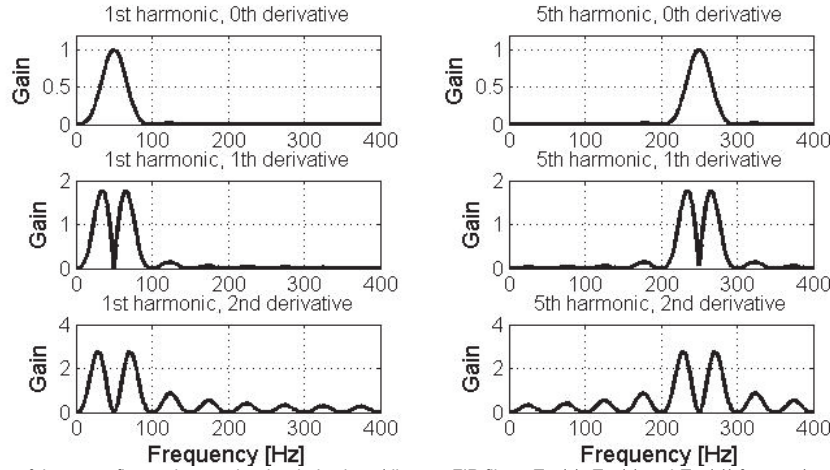 1st harmonic, 0th derivative
Gain
1
0.5
0
0 100 200 300 400
1st harmonic, 1th derivative
Gain
2
1
0
0 100 200 300 400
1st harmonic, 2nd derivative
Gain
4
2
0
0 100 200 300 400
Frequency [Hz]
5th harmonic, 0th derivative
Gain
1
0.5
0
0 100 200 300 400
5th harmonic, 1th derivative
Gain
2
1
0
0 100 200 300 400
5th harmonic, 2nd derivative
Gain
4
2
0
0 100 200 300 400
Frequency [Hz]